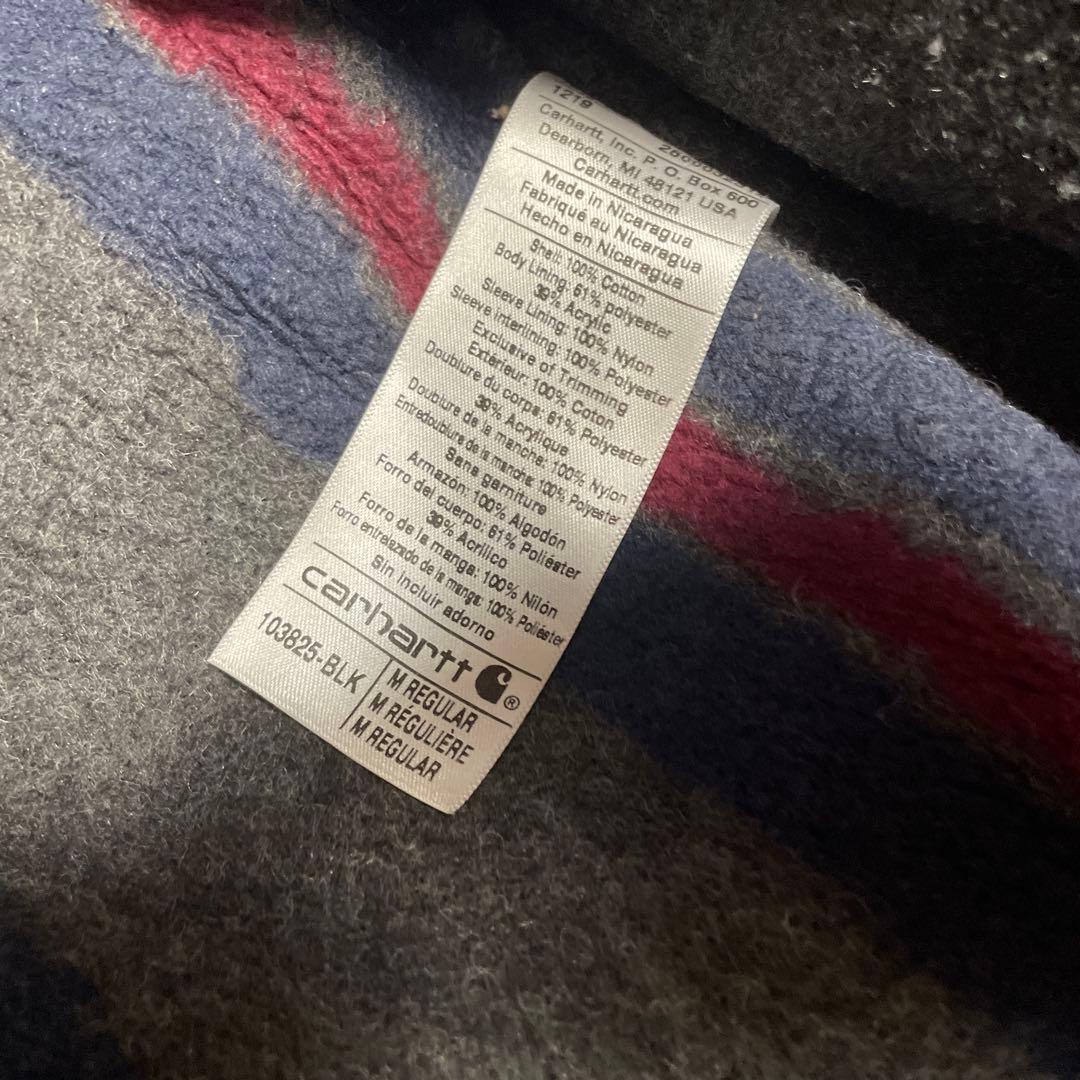 1219
Carhartt, Inc. P. O. Box 600
Dearborn, MI 48121 USA
Carhartt.com
Made in Nicaragua
Fabriqué au Nicaragua
Hecho en Nicaragua
Shell: 100% Cotton
Body Lining: 61% polyester
39% Acrylic
Sleeve Lining: 100% Nylon
Sleeve interlining: 100% Polyester
Exclusive of Trimming
Extérieur: 100% Coton
Doublure du corps: 61% Polyester
39% Acrylique
Doublure de la manche: 100% Nylon
Entredoublure de la manche: 100% Polyester
Sans garniture
Armazón: 100% Algodón
Forro del cuerpo: 61% Poliéster
39% Acrílico
Forro de la manga: 100% Nilón
Forro entrelazado de la manga: 100% Poliéster
Sin incluir adorno
carhartt ®
103825-BLK
M REGULAR
M RÉGULIÈRE
M REGULAR